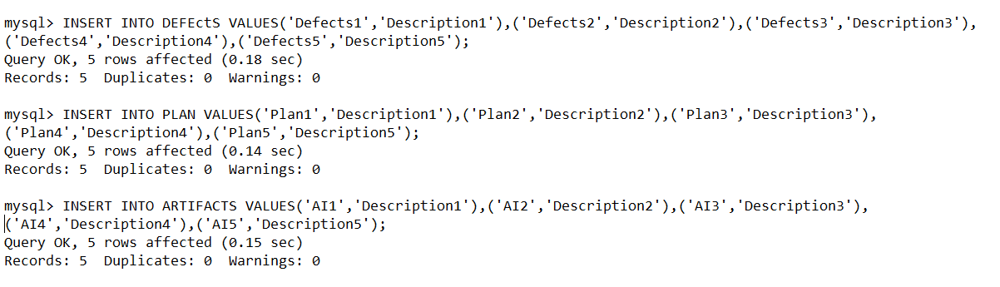 mysql> INSERT INTO DEFEctS VALUES('Defects1','Description1'),('Defects2','Description2'),('Defects3','Description3'),
('Defects4','Description4'),('Defects5','Description5');
Query OK, 5 rows affected (0.18 sec)
Records: 5  Duplicates: 0  Warnings: 0

mysql> INSERT INTO PLAN VALUES('Plan1','Description1'),('Plan2','Description2'),('Plan3','Description3'),
('Plan4','Description4'),('Plan5','Description5');
Query OK, 5 rows affected (0.14 sec)
Records: 5  Duplicates: 0  Warnings: 0

mysql> INSERT INTO ARTIFACTS VALUES('AI1','Description1'),('AI2','Description2'),('AI3','Description3'),
('AI4','Description4'),('AI5','Description5');
Query OK, 5 rows affected (0.15 sec)
Records: 5  Duplicates: 0  Warnings: 0